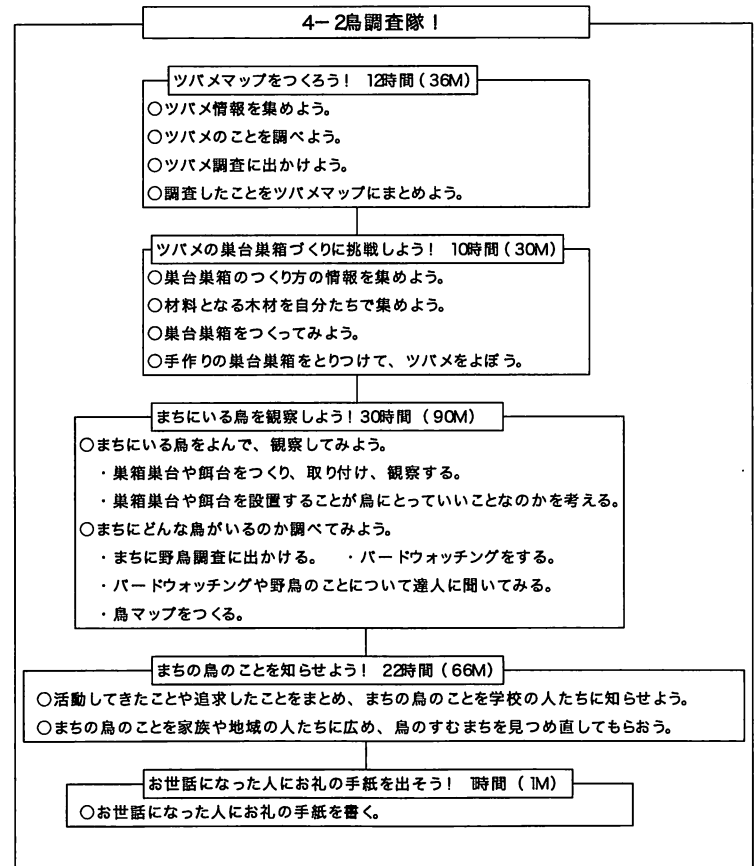 4－2鳥調査隊！
ツバメマップをつくろう！ 12時間（36M）
○ツバメ情報を集めよう。
○ツバメのことを調べよう。
○ツバメ調査に出かけよう。
○調査したことをツバメマップにまとめよう。
ツバメの巣台巣箱づくりに挑戦しよう！ 10時間（30M）
○巣台巣箱のつくり方の情報を集めよう。
○材料となる木材を自分たちで集めよう。
○巣台巣箱をつくってみよう。
○手作りの巣台巣箱をとりつけて、ツバメをよぼう。
まちにいる鳥を観察しよう！30時間（90M）
○まちにいる鳥をよんで、観察してみよう。
・巣箱巣台や餌台をつくり、取り付け、観察する。
・巣箱巣台や餌台を設置することが鳥にとっていいことなのかを考える。
○まちにどんな鳥がいるのか調べてみよう。
・まちに野鳥調査に出かける。 ・バードウォッチングをする。
・バードウォッチングや野鳥のことについて達人に聞いてみる。
・鳥マップをつくる。
まちの鳥のことを知らせよう！ 22時間（66M）
○活動してきたことや追求したことをまとめ、まちの鳥のことを学校の人たちに知らせよう。
○まちの鳥のことを家族や地域の人たちに広め、鳥のすむまちを見つめ直してもらおう。
お世話になった人にお礼の手紙を出そう！ 1時間（1M）
○お世話になった人にお礼の手紙を書く。